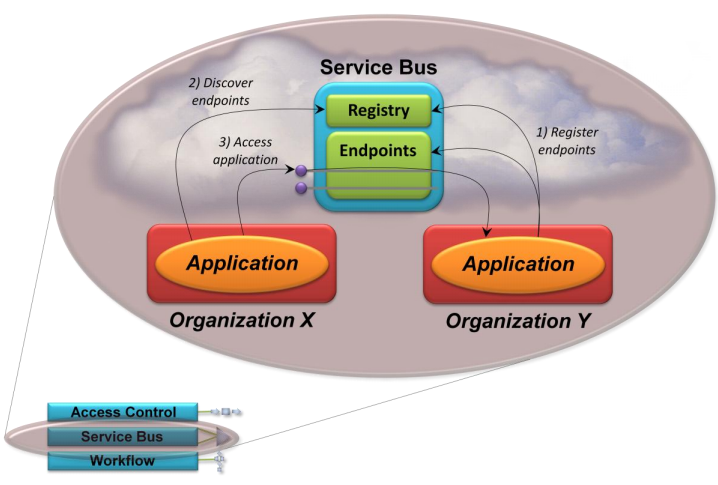 Service Bus
2) Discover
endpoints
Registry
1) Register
endpoints
3) Access
application
Endpoints
Application
Application
Organization X
Organization Y
Access Control
Service Bus
Workflow